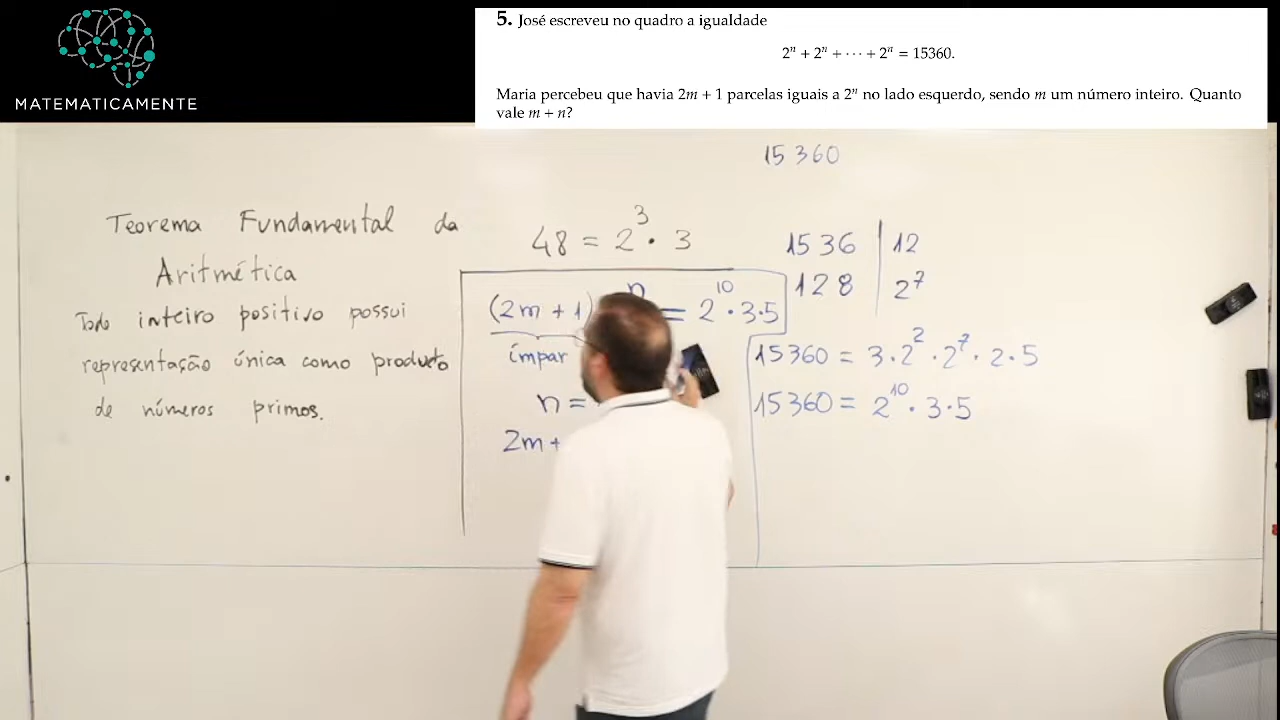 MATEMATICAMENTE
5. José escreveu no quadro a igualdade
2ⁿ + 2ⁿ + ··· + 2ⁿ = 15360.
Maria percebeu que havia 2m + 1 parcelas iguais a 2ⁿ no lado esquerdo, sendo m um número inteiro. Quanto
vale m + n?
Teorema Fundamental da
Aritmética
Todo inteiro positivo possui
representação única como produto
de números primos.
48 = 2³ · 3
(2m + 1) n = 2¹⁰ · 3 · 5
ímpar
n =
2m +
15 360
1536 | 12
128 | 2⁷
15360 = 3 · 2² · 2⁷ · 2 · 5
15360 = 2¹⁰ · 3 · 5